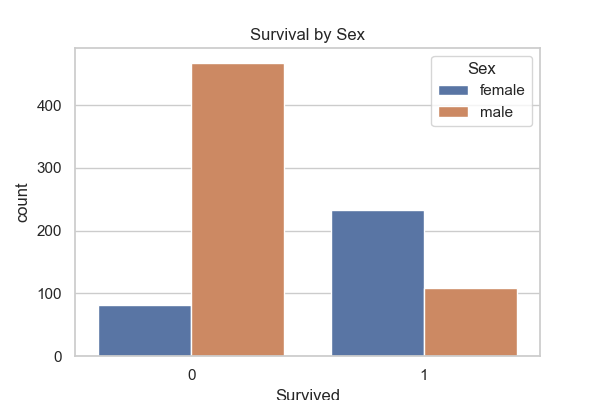 Survival by Sex
Sex
female
male
400
300
200
100
0
count
0 1
Survived